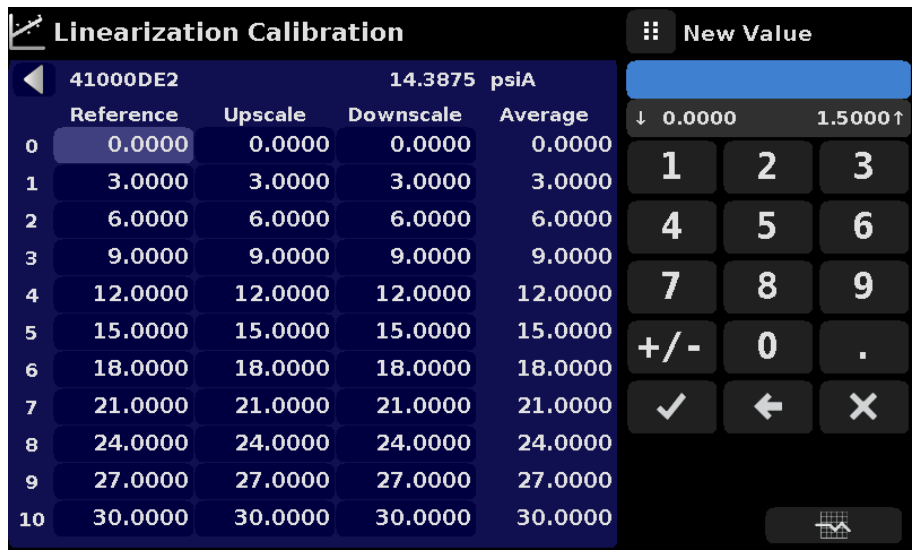 Linearization Calibration
41000DE2 14.3875 psiA
Reference Upscale Downscale Average
0 0.0000 0.0000 0.0000 0.0000
1 3.0000 3.0000 3.0000 3.0000
2 6.0000 6.0000 6.0000 6.0000
3 9.0000 9.0000 9.0000 9.0000
4 12.0000 12.0000 12.0000 12.0000
5 15.0000 15.0000 15.0000 15.0000
6 18.0000 18.0000 18.0000 18.0000
7 21.0000 21.0000 21.0000 21.0000
8 24.0000 24.0000 24.0000 24.0000
9 27.0000 27.0000 27.0000 27.0000
10 30.0000 30.0000 30.0000 30.0000
New Value
↓ 0.0000 1.5000↑
1 2 3
4 5 6
7 8 9
+/- 0 .